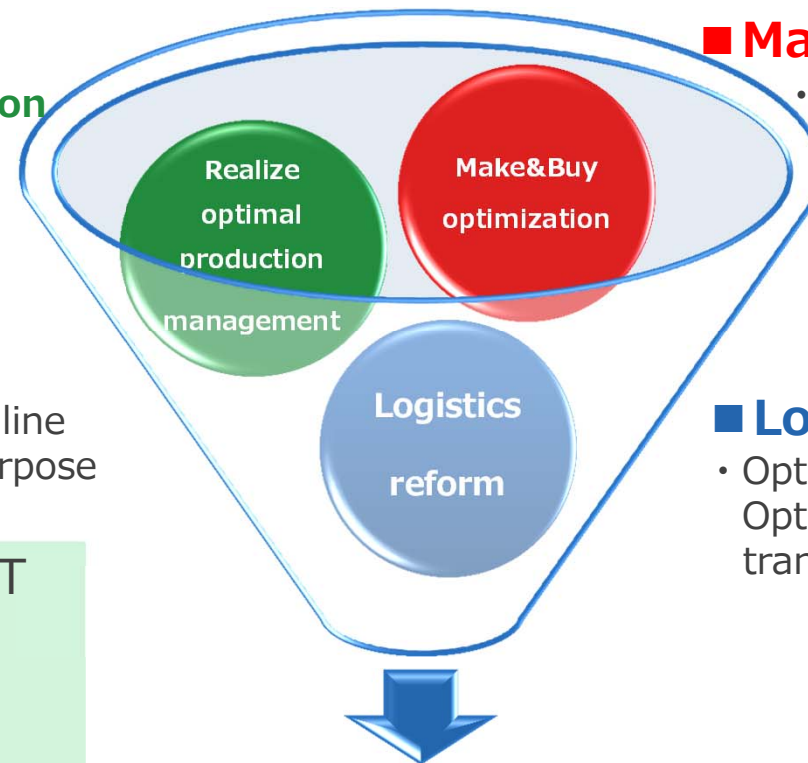 on
Realize
optimal
production
management
Make&Buy
optimization
Logistics
reform
line
rpose
T
■Ma
・
■Lo
・Opt
Opt
tran